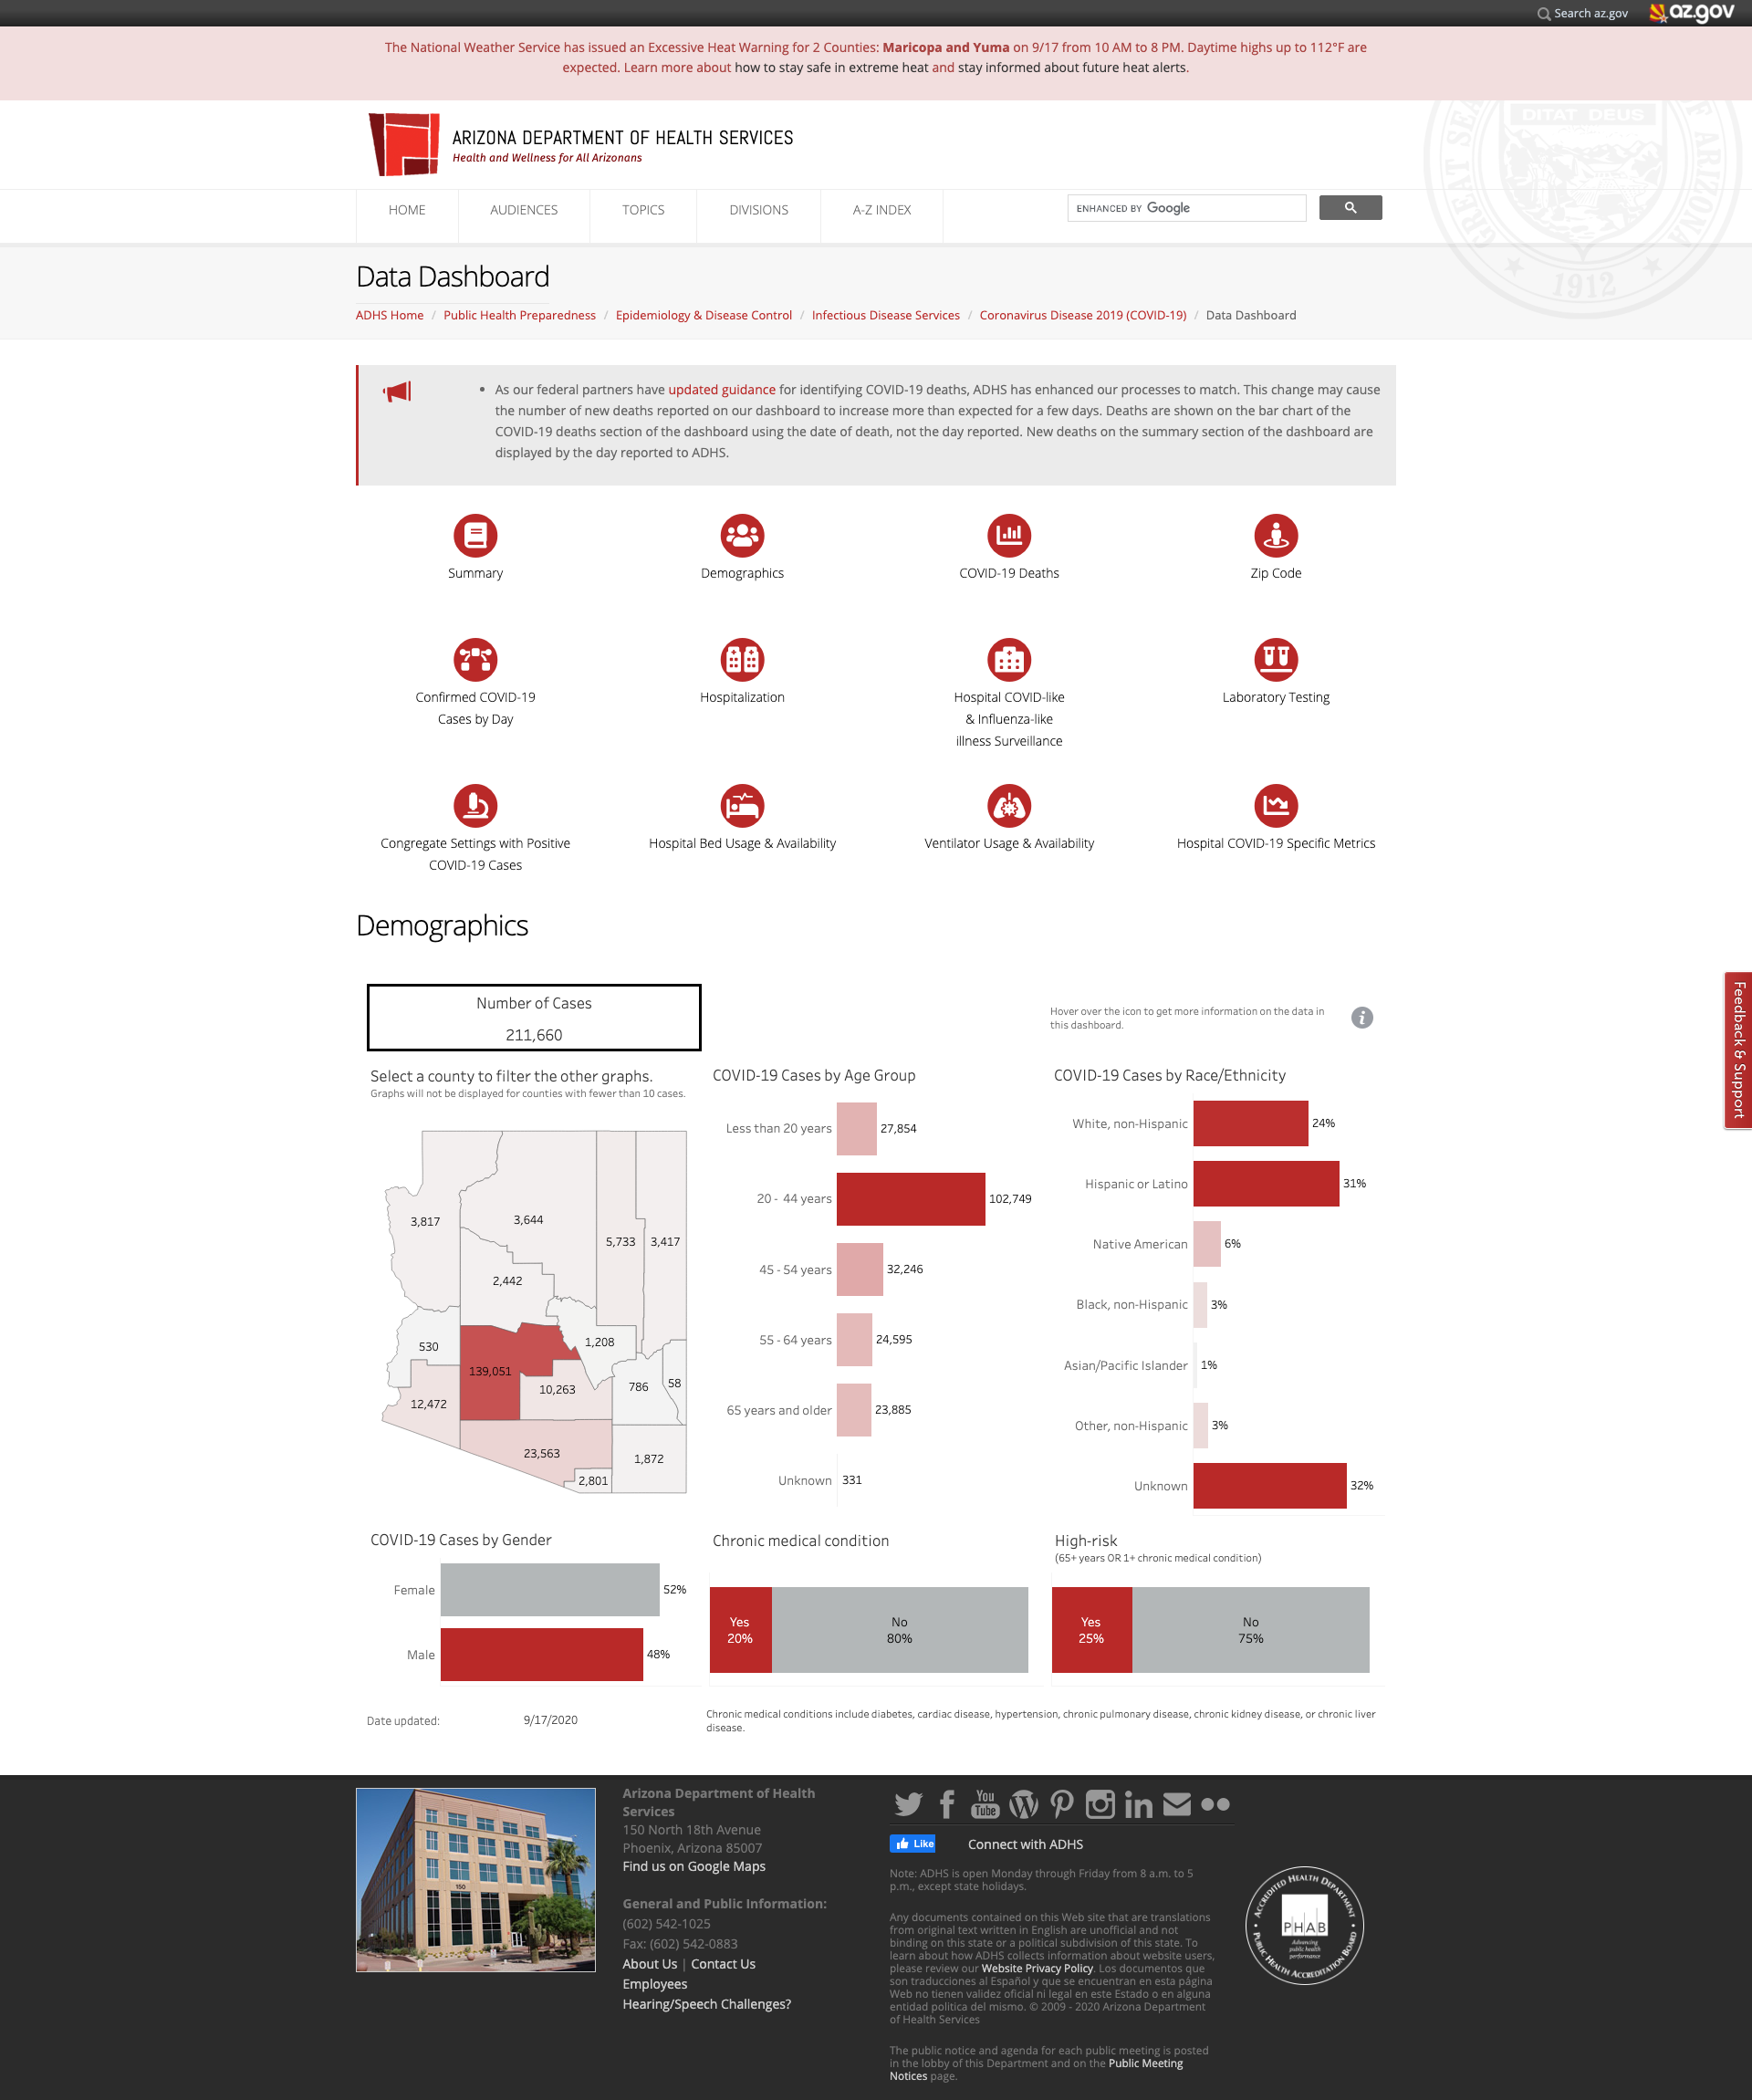 Search az.gov
az.gov
The National Weather Service has issued an Excessive Heat Warning for 2 Counties: Maricopa and Yuma on 9/17 from 10 AM to 8 PM. Daytime highs up to 112°F are
expected. Learn more about how to stay safe in extreme heat and stay informed about future heat alerts.
DITAT DEUS
GREAT SEAL
ARIZONA
1912
ARIZONA DEPARTMENT OF HEALTH SERVICES
Health and Wellness for All Arizonans
HOME
AUDIENCES
TOPICS
DIVISIONS
A-Z INDEX
ENHANCED BY Google
Data Dashboard
ADHS Home / Public Health Preparedness / Epidemiology & Disease Control / Infectious Disease Services / Coronavirus Disease 2019 (COVID-19) / Data Dashboard
• As our federal partners have updated guidance for identifying COVID-19 deaths, ADHS has enhanced our processes to match. This change may cause
the number of new deaths reported on our dashboard to increase more than expected for a few days. Deaths are shown on the bar chart of the
COVID-19 deaths section of the dashboard using the date of death, not the day reported. New deaths on the summary section of the dashboard are
displayed by the day reported to ADHS.
Summary
Demographics
COVID-19 Deaths
Zip Code
Confirmed COVID-19
Cases by Day
Hospitalization
Hospital COVID-like
& Influenza-like
illness Surveillance
Laboratory Testing
Congregate Settings with Positive
COVID-19 Cases
Hospital Bed Usage & Availability
Ventilator Usage & Availability
Hospital COVID-19 Specific Metrics
Demographics
Feedback & Support
Number of Cases
211,660
Hover over the icon to get more information on the data in
this dashboard.
Select a county to filter the other graphs.
Graphs will not be displayed for counties with fewer than 10 cases.
3,817
3,644
5,733
3,417
2,442
1,208
530
139,051
10,263
786
58
12,472
23,563
1,872
2,801
COVID-19 Cases by Age Group
Less than 20 years 27,854
20 - 44 years 102,749
45 - 54 years 32,246
55 - 64 years 24,595
65 years and older 23,885
Unknown 331
COVID-19 Cases by Race/Ethnicity
White, non-Hispanic 24%
Hispanic or Latino 31%
Native American 6%
Black, non-Hispanic 3%
Asian/Pacific Islander 1%
Other, non-Hispanic 3%
Unknown 32%
COVID-19 Cases by Gender
Female 52%
Male 48%
Chronic medical condition
Yes
20%
No
80%
High-risk
(65+ years OR 1+ chronic medical condition)
Yes
25%
No
75%
Date updated: 9/17/2020
Chronic medical conditions include diabetes, cardiac disease, hypertension, chronic pulmonary disease, chronic kidney disease, or chronic liver
disease.
150
Arizona Department of Health
Services
150 North 18th Avenue
Phoenix, Arizona 85007
Find us on Google Maps
General and Public Information:
(602) 542-1025
Fax: (602) 542-0883
About Us | Contact Us
Employees
Hearing/Speech Challenges?
You
Tube
Like
Connect with ADHS
Note: ADHS is open Monday through Friday from 8 a.m. to 5
p.m., except state holidays.
Any documents contained on this Web site that are translations
from original text written in English are unofficial and not
binding on this state or a political subdivision of this state. To
learn about how ADHS collects information about website users,
please review our Website Privacy Policy. Los documentos que
son traducciones al Español y que se encuentran en esta página
Web no tienen validez oficial ni legal en este Estado o en alguna
entidad política del mismo. © 2009 - 2020 Arizona Department
of Health Services
The public notice and agenda for each public meeting is posted
in the lobby of this Department and on the Public Meeting
Notices page.
ACCREDITED HEALTH DEPARTMENT
PHAB
Advancing
public health
performance
PUBLIC HEALTH ACCREDITATION BOARD